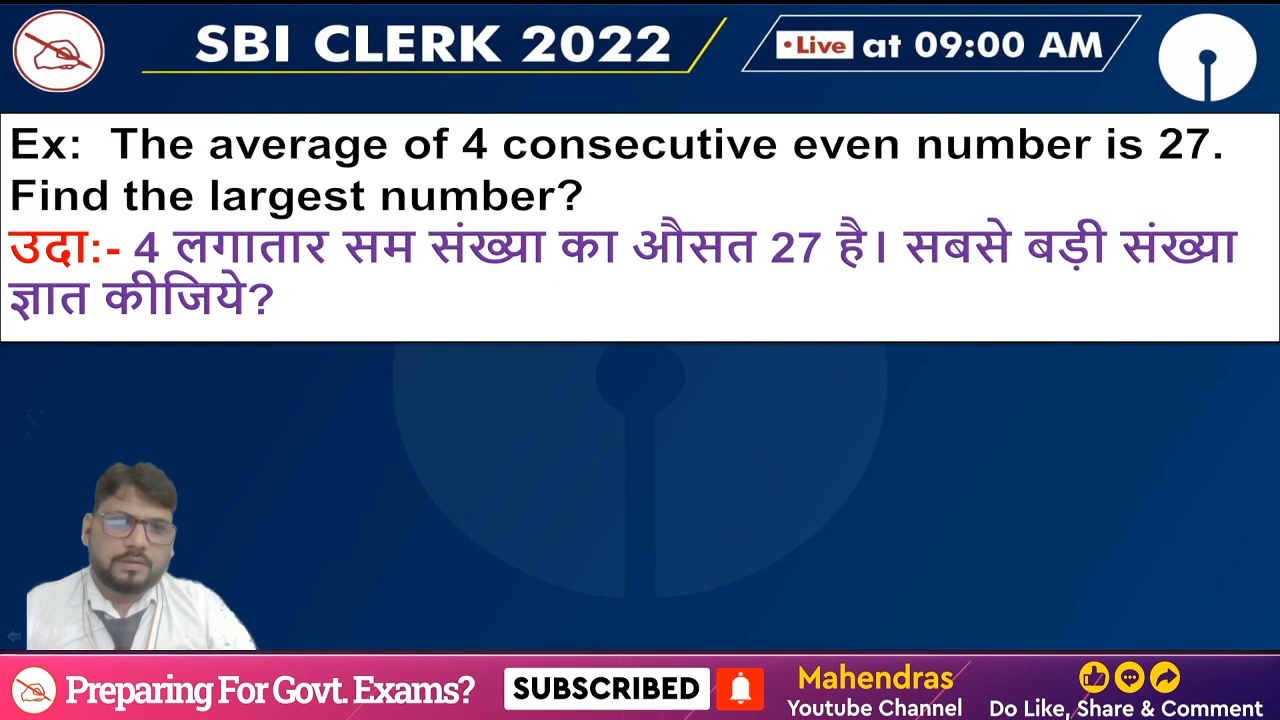 SBI CLERK 2022
• Live at 09:00 AM
Ex: The average of 4 consecutive even number is 27.
Find the largest number?
उदा:- 4 लगातार सम संख्या का औसत 27 है। सबसे बड़ी संख्या
ज्ञात कीजिये?
Preparing For Govt. Exams?
SUBSCRIBED
Mahendras
Youtube Channel
Do Like, Share & Comment